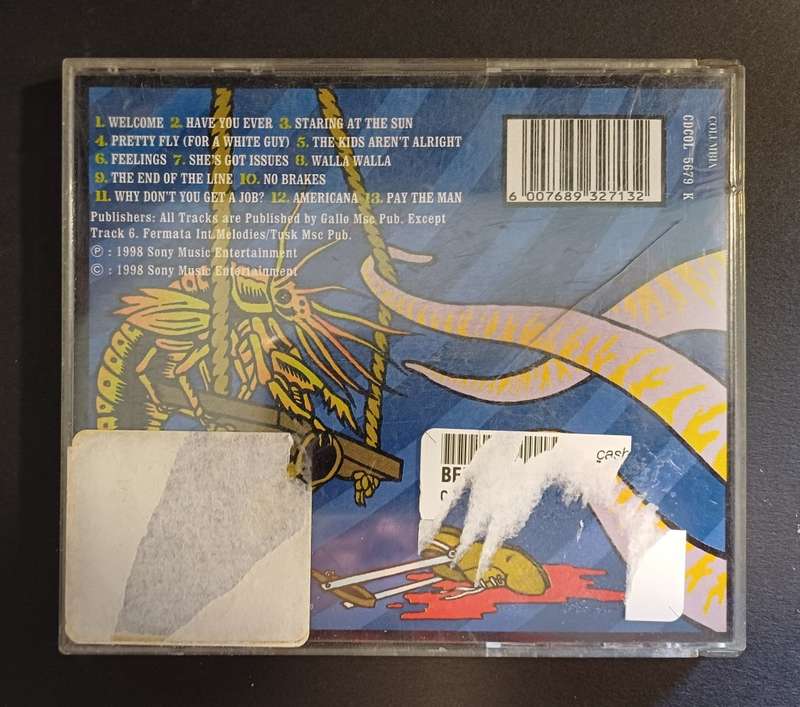 1. WELCOME 2. HAVE YOU EVER 3. STARING AT THE SUN
4. PRETTY FLY (FOR A WHITE GUY) 5. THE KIDS AREN'T ALRIGHT
6. FEELINGS 7. SHE'S GOT ISSUES 8. WALLA WALLA
9. THE END OF THE LINE 10. NO BRAKES
11. WHY DON'T YOU GET A JOB? 12. AMERICANA 13. PAY THE MAN
Publishers: All Tracks are Published by Gallo Msc Pub. Except
Track 6. Fermata Int.Melodies/Tusk Msc Pub.
℗ : 1998 Sony Music Entertainment
© : 1998 Sony Music Entertainment
6 007689 327132
COLUMBIA
CDCOL 5679 K
cash